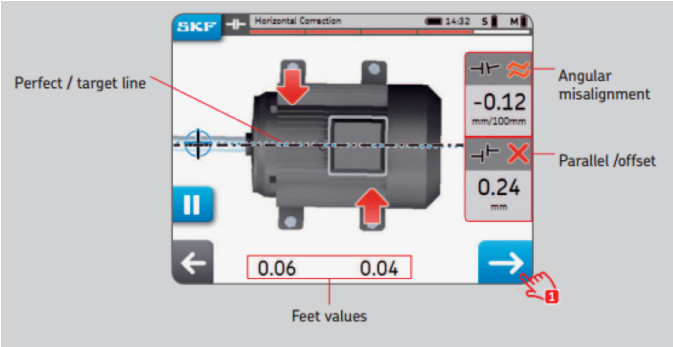 SKF
Horizontal Correction
14:32
S
M
Perfect / target line
Angular
misalignment
-0.12
mm/100mm
Parallel /offset
0.24
mm
0.06 0.04
1
Feet values